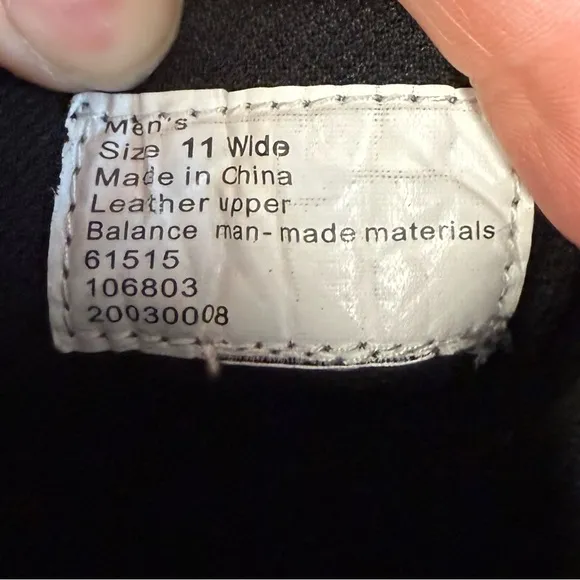 Men's
Size 11 Wide
Made in China
Leather upper
Balance man-made materials
61515
106803
20030008